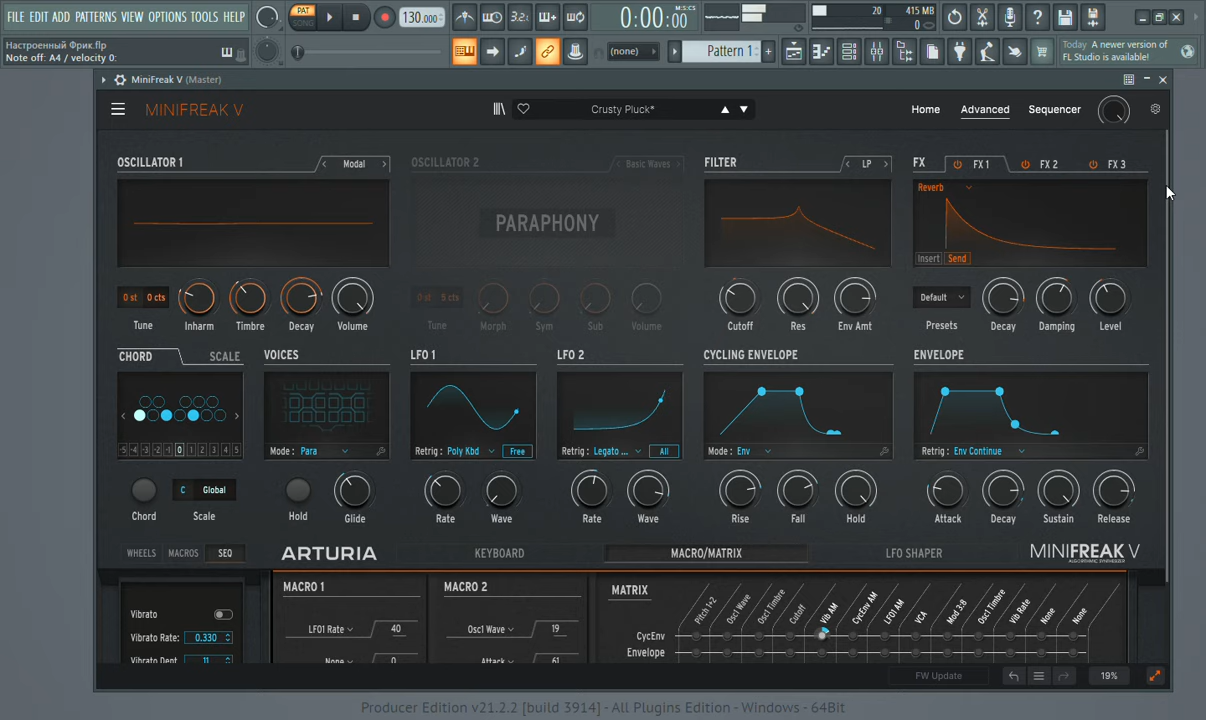 FILE EDIT ADD PATTERNS VIEW OPTIONS TOOLS HELP
PAT
SONG
130.000
3.2.
0:00:00
M:S:CS
20
415 MB
0
Настроенный Фрик.flp
Note off: A4 / velocity 0:
(none)
Pattern 1
Today A newer version of
FL Studio is available!
MiniFreak V (Master)
MINIFREAK V
Crusty Pluck*
Home Advanced Sequencer
OSCILLATOR 1
Modal
OSCILLATOR 2
Basic Waves
FILTER
LP
FX
FX 1
FX 2
FX 3
Reverb
PARAPHONY
Insert Send
0 st 0 cts
0 st 5 cts
Default
Tune Inharm Timbre Decay Volume
Tune Morph Sym Sub Volume
Cutoff Res Env Amt
Presets Decay Damping Level
CHORD SCALE
VOICES
LFO 1
LFO 2
CYCLING ENVELOPE
ENVELOPE
-5 -4 -3 -2 -1 0 1 2 3 4 5
Mode: Para
Retrig: Poly Kbd Free
Retrig: Legato ... All
Mode: Env
Retrig: Env Continue
C Global
Chord Scale
Hold Glide
Rate Wave
Rate Wave
Rise Fall Hold
Attack Decay Sustain Release
WHEELS MACROS SEQ
ARTURIA
KEYBOARD
MACRO/MATRIX
LFO SHAPER
MINIFREAK V
ALGORITHMIC SYNTHESIZER
MACRO 1
MACRO 2
MATRIX
Pitch 1+2
Osc1 Wave
Osc1 Timbre
Cutoff
Vib AM
CycEnv AM
LFO1 AM
VCA
Mod 3:8
Osc1 Timbre
Vib Rate
None
None
Vibrato
LFO1 Rate 40
Osc1 Wave 19
CycEnv
Vibrato Rate: 0.330
Envelope
Vibrato Dept 11
None 0
Attack 61
FW Update
19%
Producer Edition v21.2.2 [build 3914] - All Plugins Edition - Windows - 64Bit